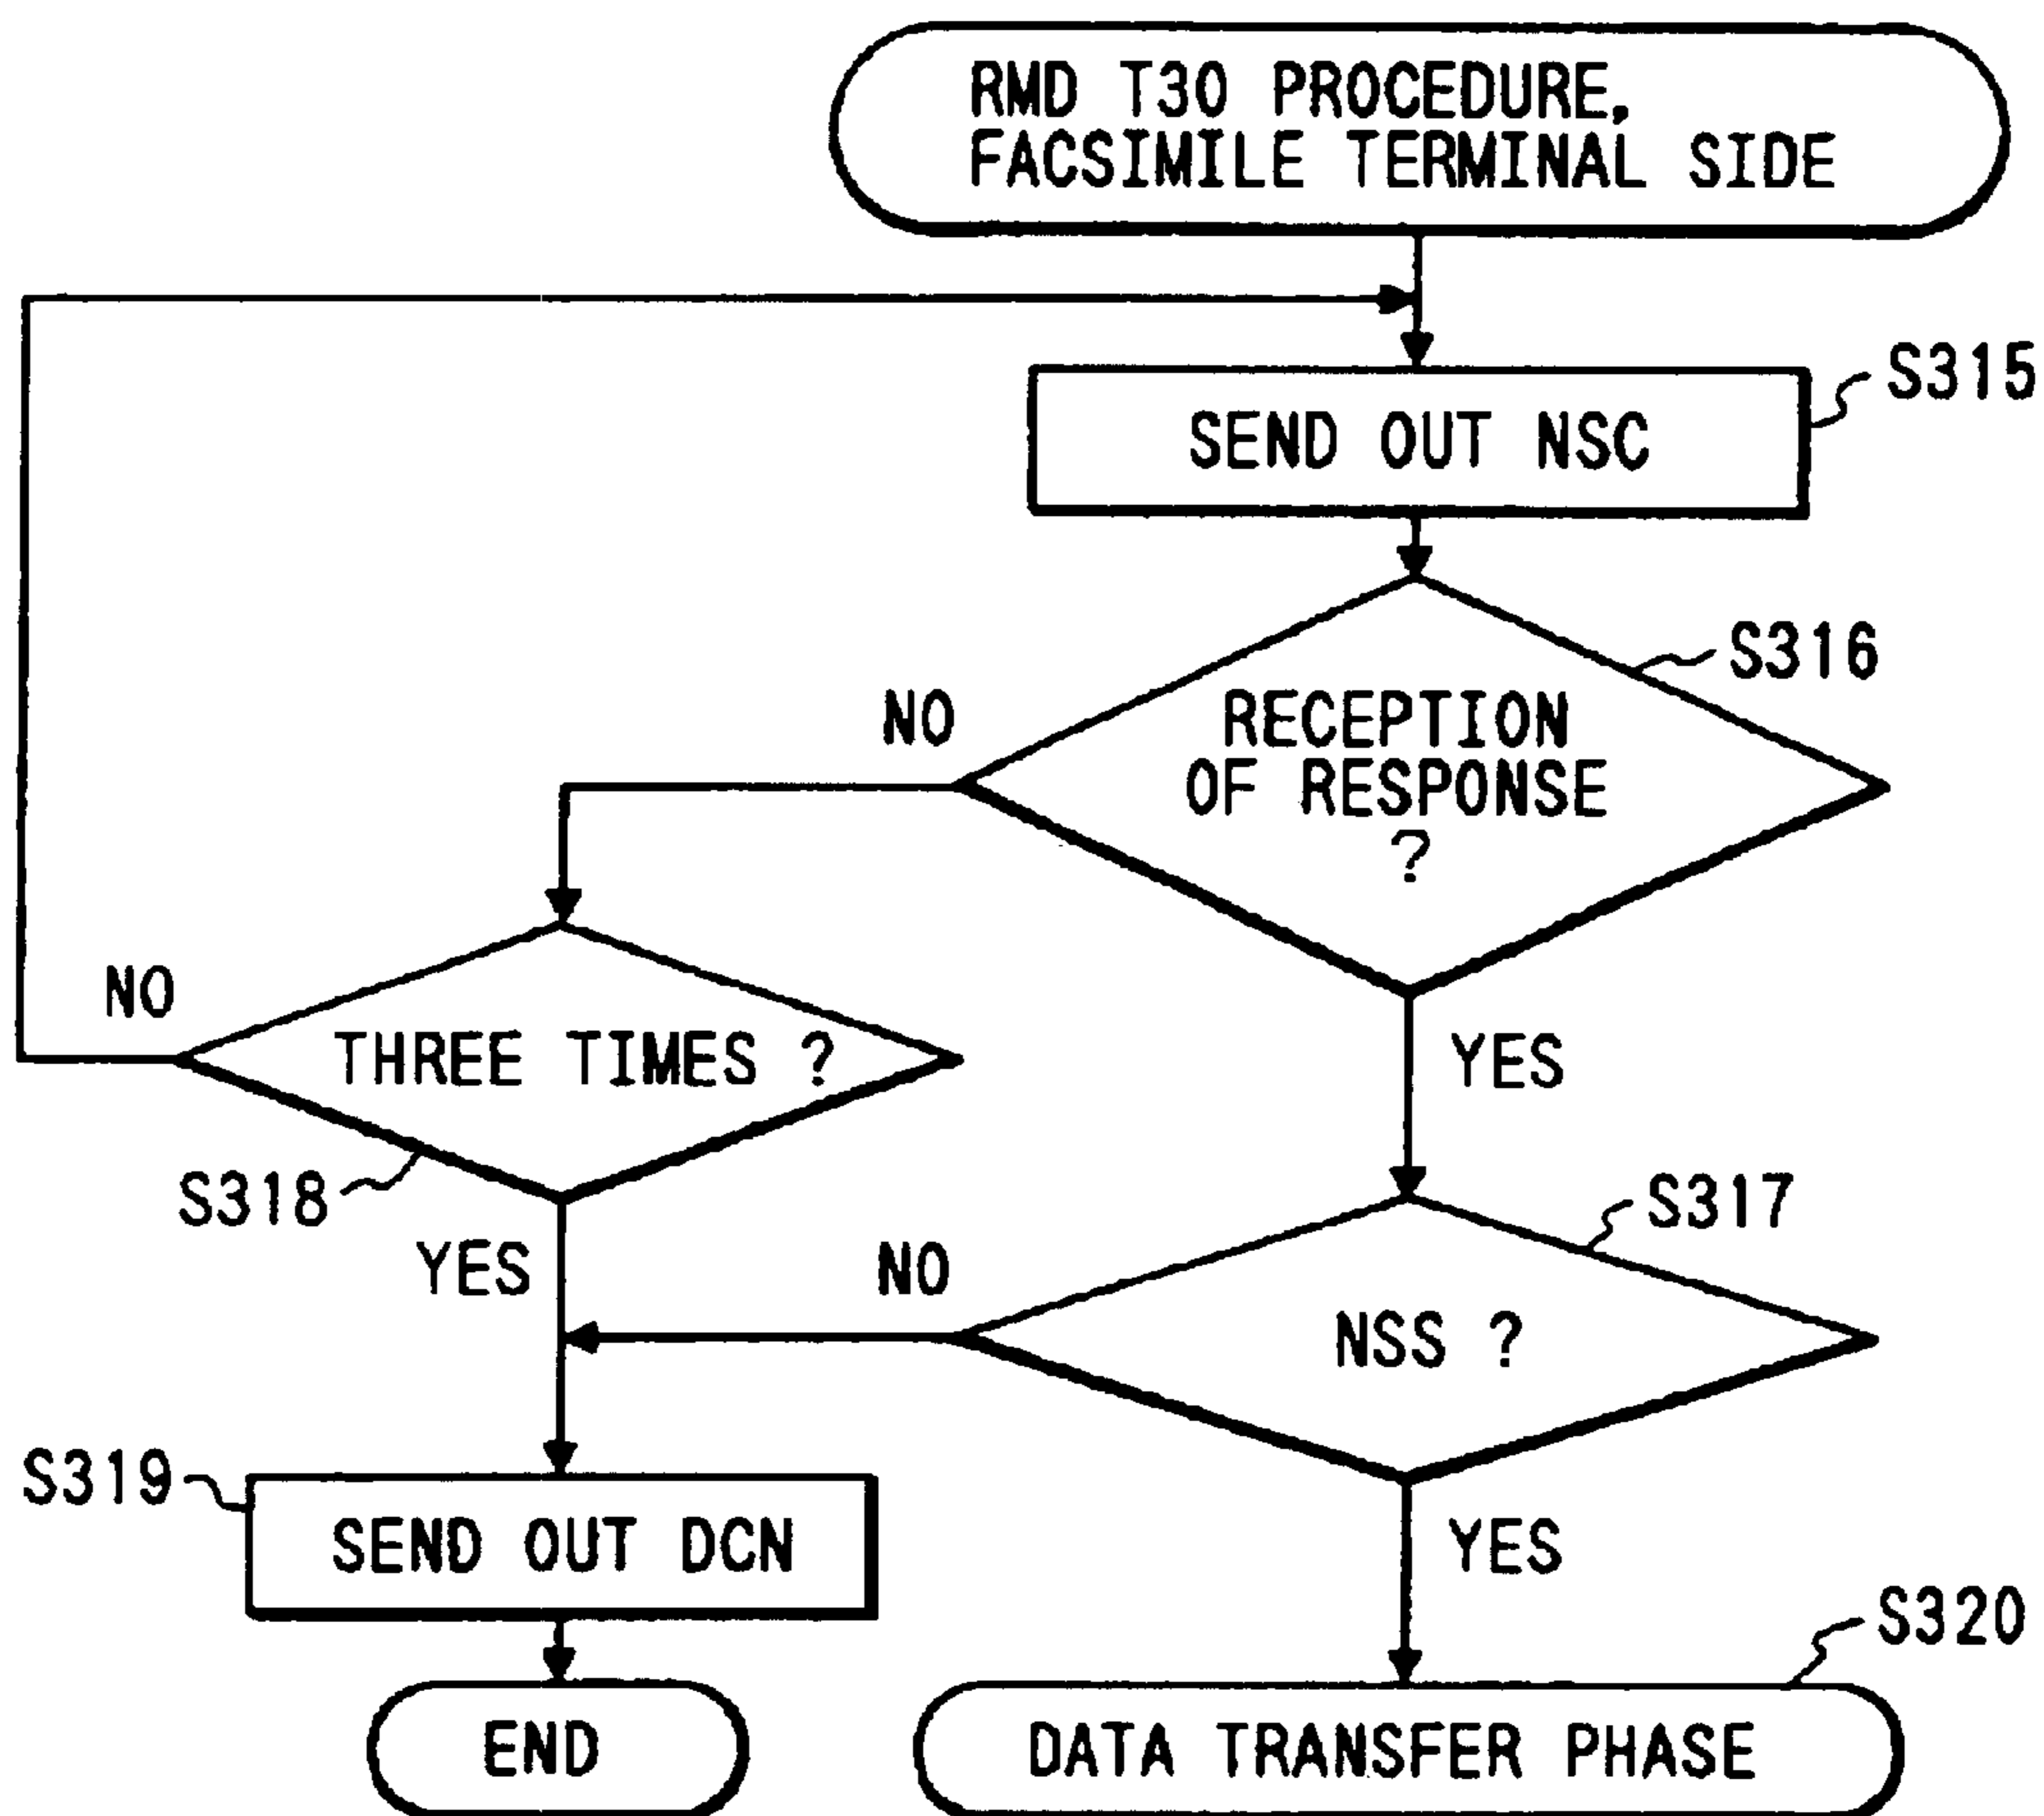 RMD T30 PROCEDURE,
FACSIMILE TERMINAL SIDE
S315
SEND OUT NSC
S316
NO
RECEPTION
OF RESPONSE
?
NO
THREE TIMES ?
YES
S318
S317
YES
NO
NSS ?
S319
SEND OUT DCN
YES
S320
END
DATA TRANSFER PHASE